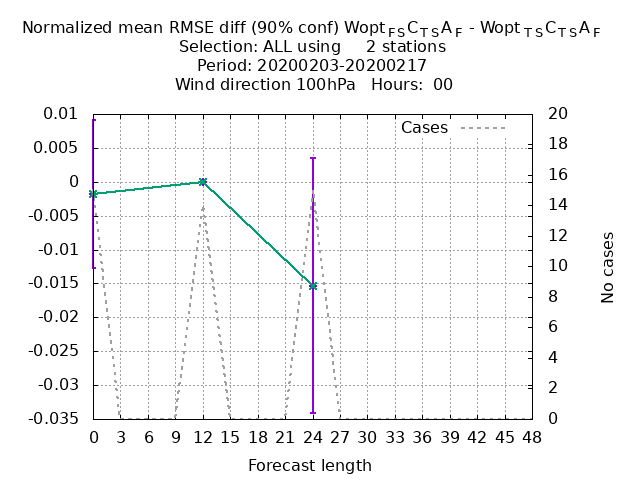 Normalized mean RMSE diff (90% conf) Wopt FS C TS A F - Wopt TS C TS A F
Selection: ALL using 2 stations
Period: 20200203-20200217
Wind direction 100hPa Hours: 00
Cases
0.01
0.005
0
-0.005
-0.01
-0.015
-0.02
-0.025
-0.03
-0.035
20
18
16
14
12
10
8
6
4
2
0
No cases
0 3 6 9 12 15 18 21 24 27 30 33 36 39 42 45 48
Forecast length